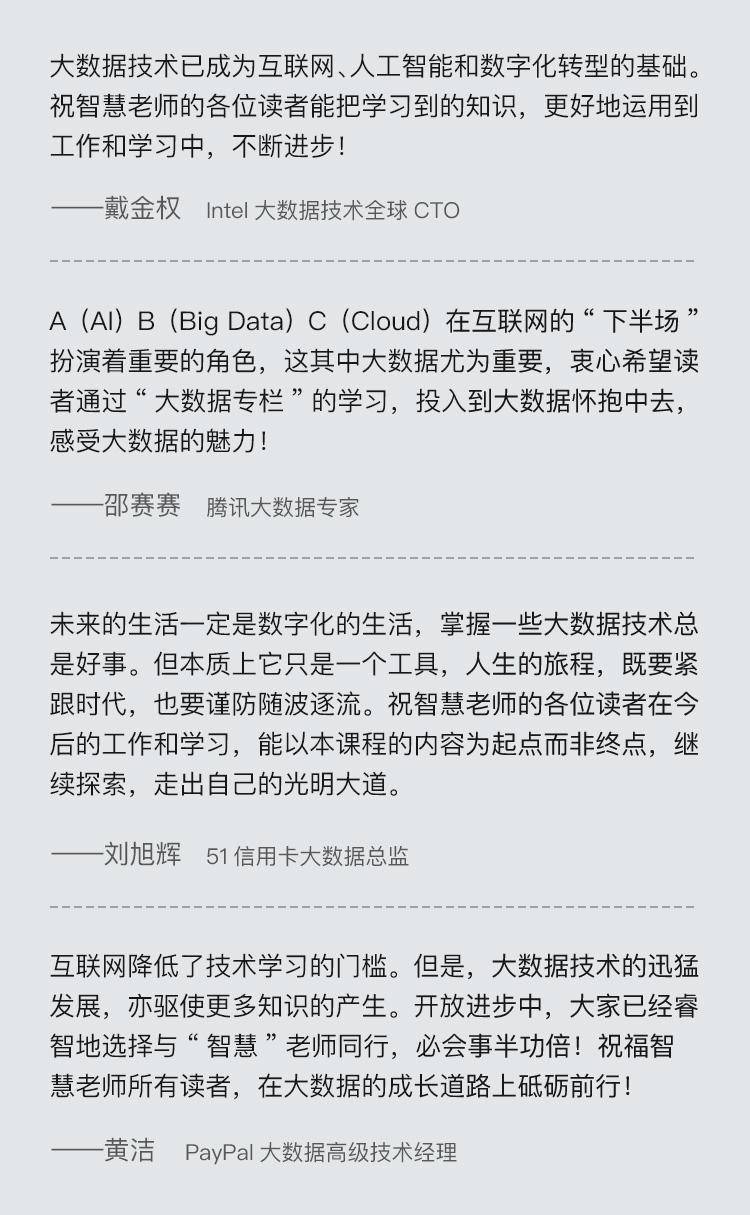 大数据技术已成为互联网、人工智能和数字化转型的基础。
祝智慧老师的各位读者能把学习到的知识，更好地运用到
工作和学习中，不断进步！
——戴金权 Intel 大数据技术全球 CTO
A（AI）B（Big Data）C（Cloud）在互联网的“下半场”
扮演着重要的角色，这其中大数据尤为重要，衷心希望读
者通过“大数据专栏”的学习，投入到大数据怀抱中去，
感受大数据的魅力！
——邵赛赛 腾讯大数据专家
未来的生活一定是数字化的生活，掌握一些大数据技术总
是好事。但本质上它只是一个工具，人生的旅程，既要紧
跟时代，也要谨防随波逐流。祝智慧老师的各位读者在今
后的工作和学习，能以本课程的内容为起点而非终点，继
续探索，走出自己的光明大道。
——刘旭辉 51 信用卡大数据总监
互联网降低了技术学习的门槛。但是，大数据技术的迅猛
发展，亦驱使更多知识的产生。开放进步中，大家已经睿
智地选择与“智慧”老师同行，必会事半功倍！祝福智
慧老师所有读者，在大数据的成长道路上砥砺前行！
——黄洁 PayPal 大数据高级技术经理